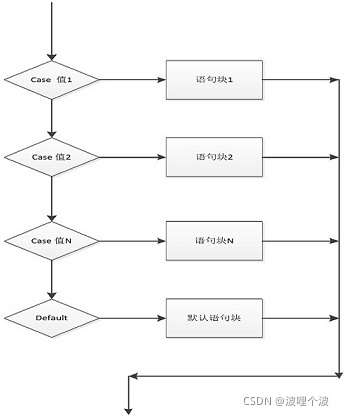 Case 值1
语句块1
Case 值2
语句块2
Case 值N
语句块N
Default
默认语句块
CSDN @波哩个波